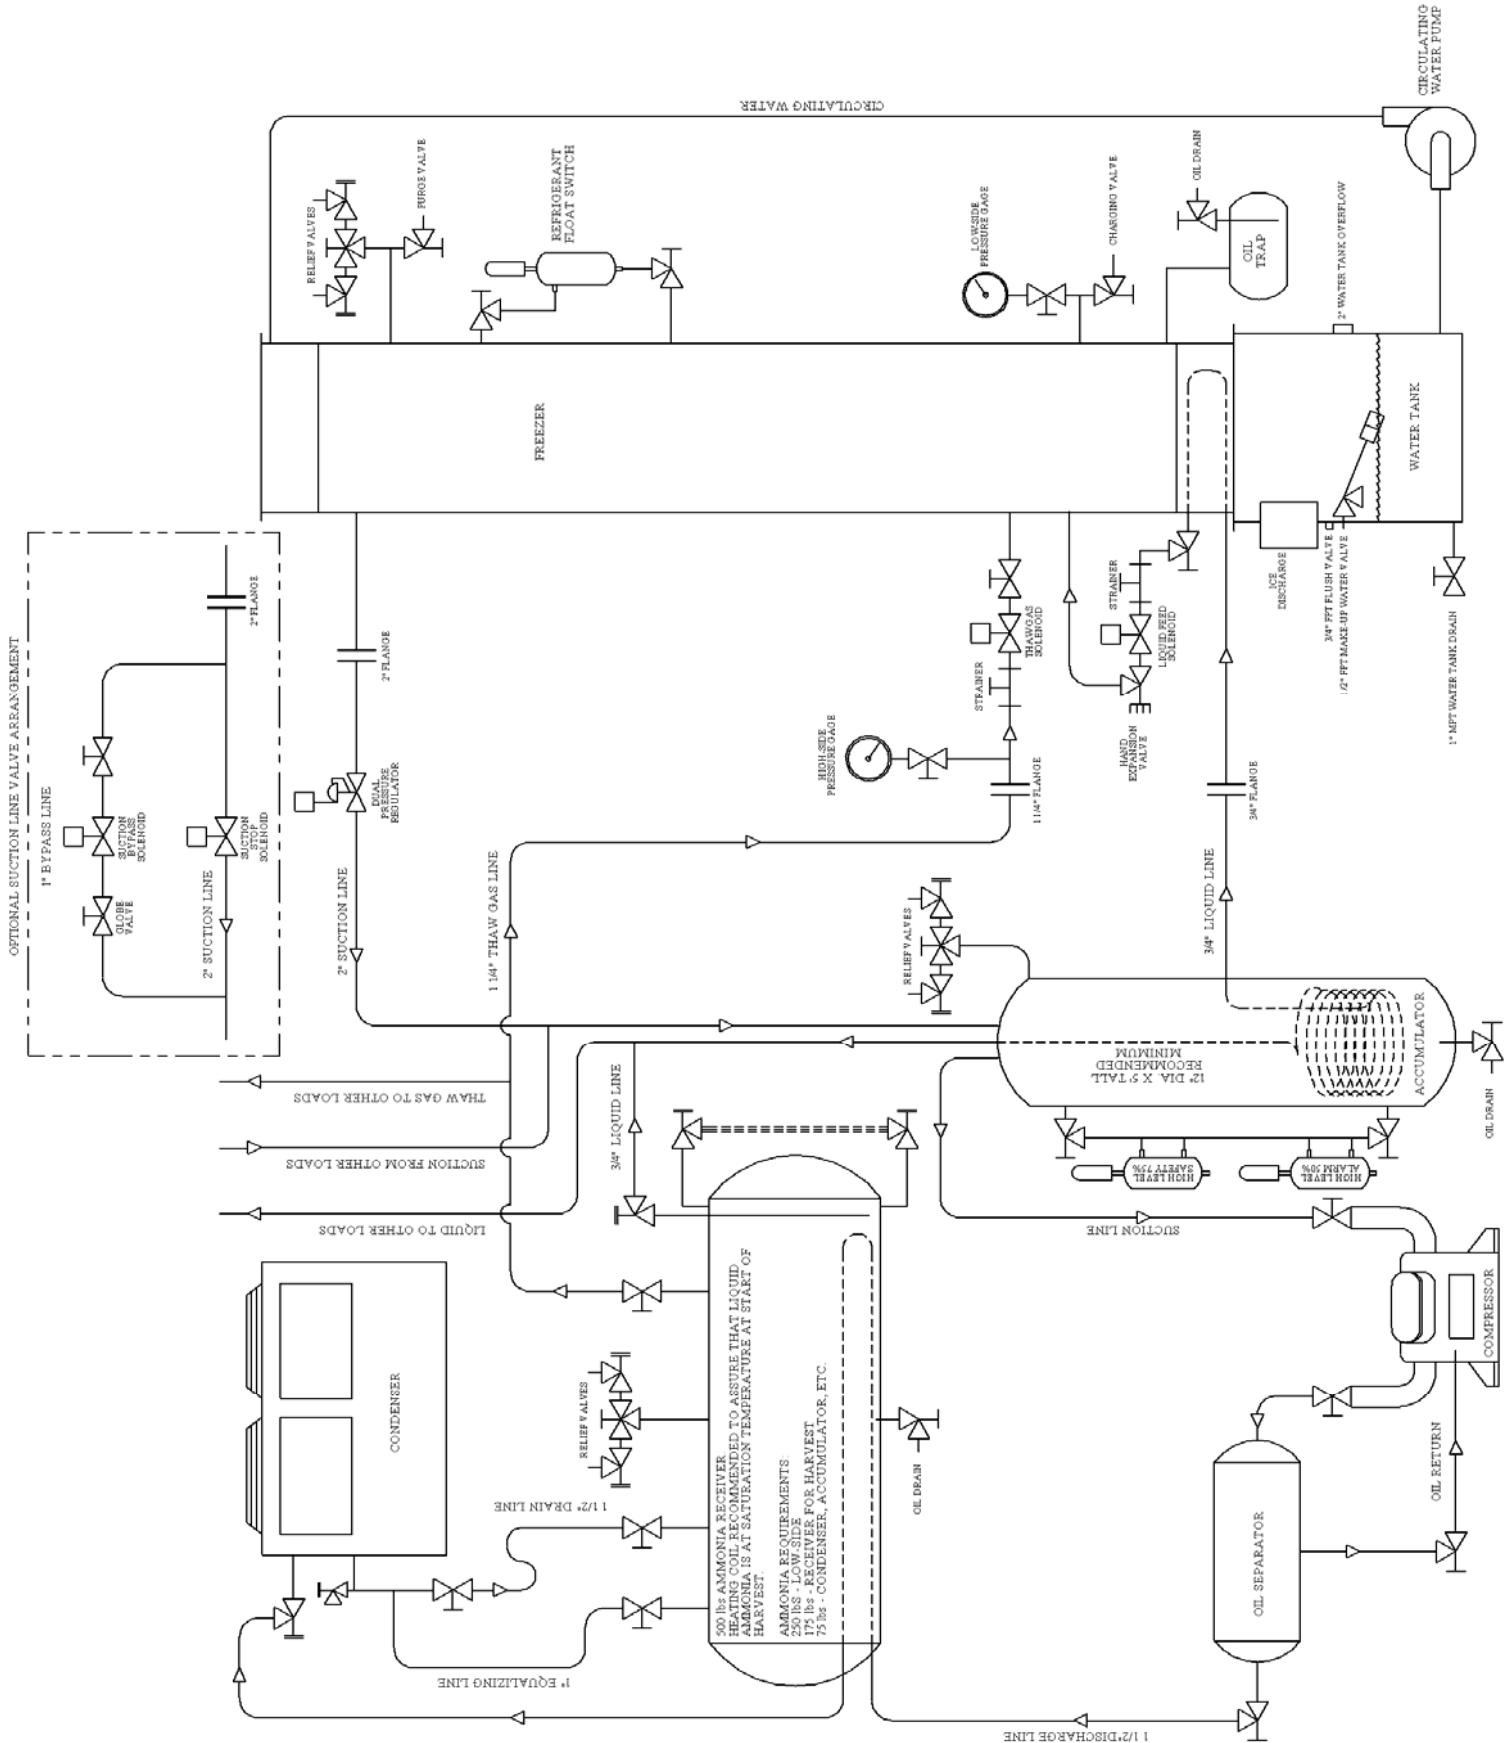 OPTIONAL SUCTION LINE VALVE ARRANGEMENT
1" BYPASS LINE
GLOBE
VALVE
SUCTION
BYPASS
SOLENOID
2" SUCTION LINE
SUCTION
STOP
SOLENOID
2" FLANGE
THAW GAS TO OTHER LOADS
SUCTION FROM OTHER LOADS
LIQUID TO OTHER LOADS
2" SUCTION LINE
DUAL
PRESSURE
REGULATOR
2" FLANGE
RELIEF VALVES
PURGE VALVE
REFRIGERANT
FLOAT SWITCH
CIRCULATING WATER
CIRCULATING
WATER PUMP
FREEZER
LOW-SIDE
PRESSURE GAGE
CHARGING VALVE
OIL DRAIN
OIL
TRAP
2" WATER TANK OVERFLOW
WATER TANK
ICE
DISCHARGE
3/4" FPT FLUSH VALVE
1/2" FPT MAKE-UP WATER VALVE
1" MPT WATER TANK DRAIN
1 1/4" THAW GAS LINE
HIGH-SIDE
PRESSURE GAGE
1 1/4" FLANGE
STRAINER
THAW GAS
SOLENOID
HAND
EXPANSION
VALVE
LIQUID FEED
SOLENOID
STRAINER
3/4" FLANGE
3/4" LIQUID LINE
RELIEF VALVES
12" DIA. X 5' TALL
RECOMMENDED
MINIMUM
ACCUMULATOR
OIL DRAIN
HIGH LEVEL
SAFETY 75%
HIGH LEVEL
ALARM 50%
SUCTION LINE
3/4" LIQUID LINE
CONDENSER
RELIEF VALVES
1 1/2" DRAIN LINE
1" EQUALIZING LINE
500 lbs AMMONIA RECEIVER.
HEATING COIL RECOMMENDED TO ASSURE THAT LIQUID
AMMONIA IS AT SATURATION TEMPERATURE AT START OF
HARVEST.
AMMONIA REQUIREMENTS:
250 lbS - LOW-SIDE
175 lbs - RECEIVER FOR HARVEST
75 lbs - CONDENSER, ACCUMULATOR, ETC.
OIL DRAIN
COMPRESSOR
OIL RETURN
OIL SEPARATOR
1 1/2" DISCHARGE LINE